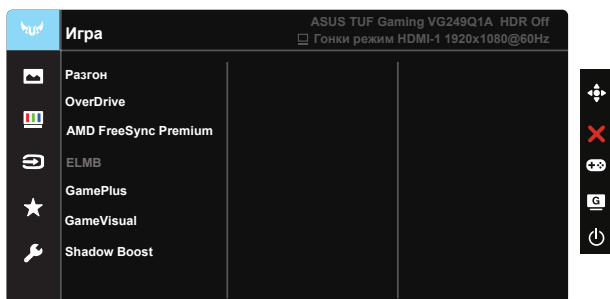 Игра
ASUS TUF Gaming VG249Q1A HDR Off
Гонки режим HDMI-1 1920x1080@60Hz
Разгон
OverDrive
AMD FreeSync Premium
ELMB
GamePlus
GameVisual
Shadow Boost
G